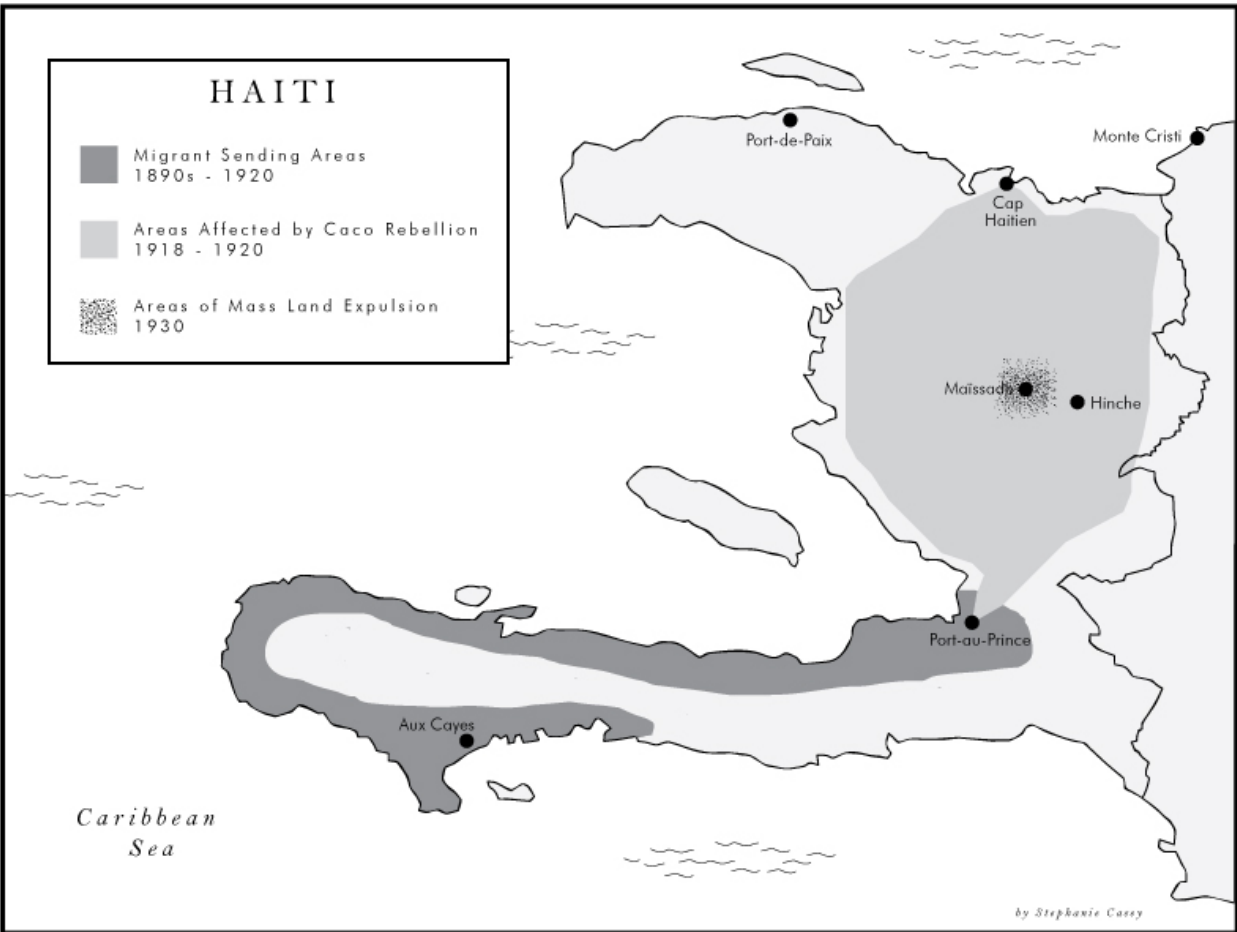 HAITI
Migrant Sending Areas
1890s - 1920
Areas Affected by Caco Rebellion
1918 - 1920
Areas of Mass Land Expulsion
1930
Port-de-Paix
Monte Cristi
Cap
Haitien
Maïssade
Hinche
Port-au-Prince
Aux Cayes
Caribbean
Sea
by Stephanie Casey